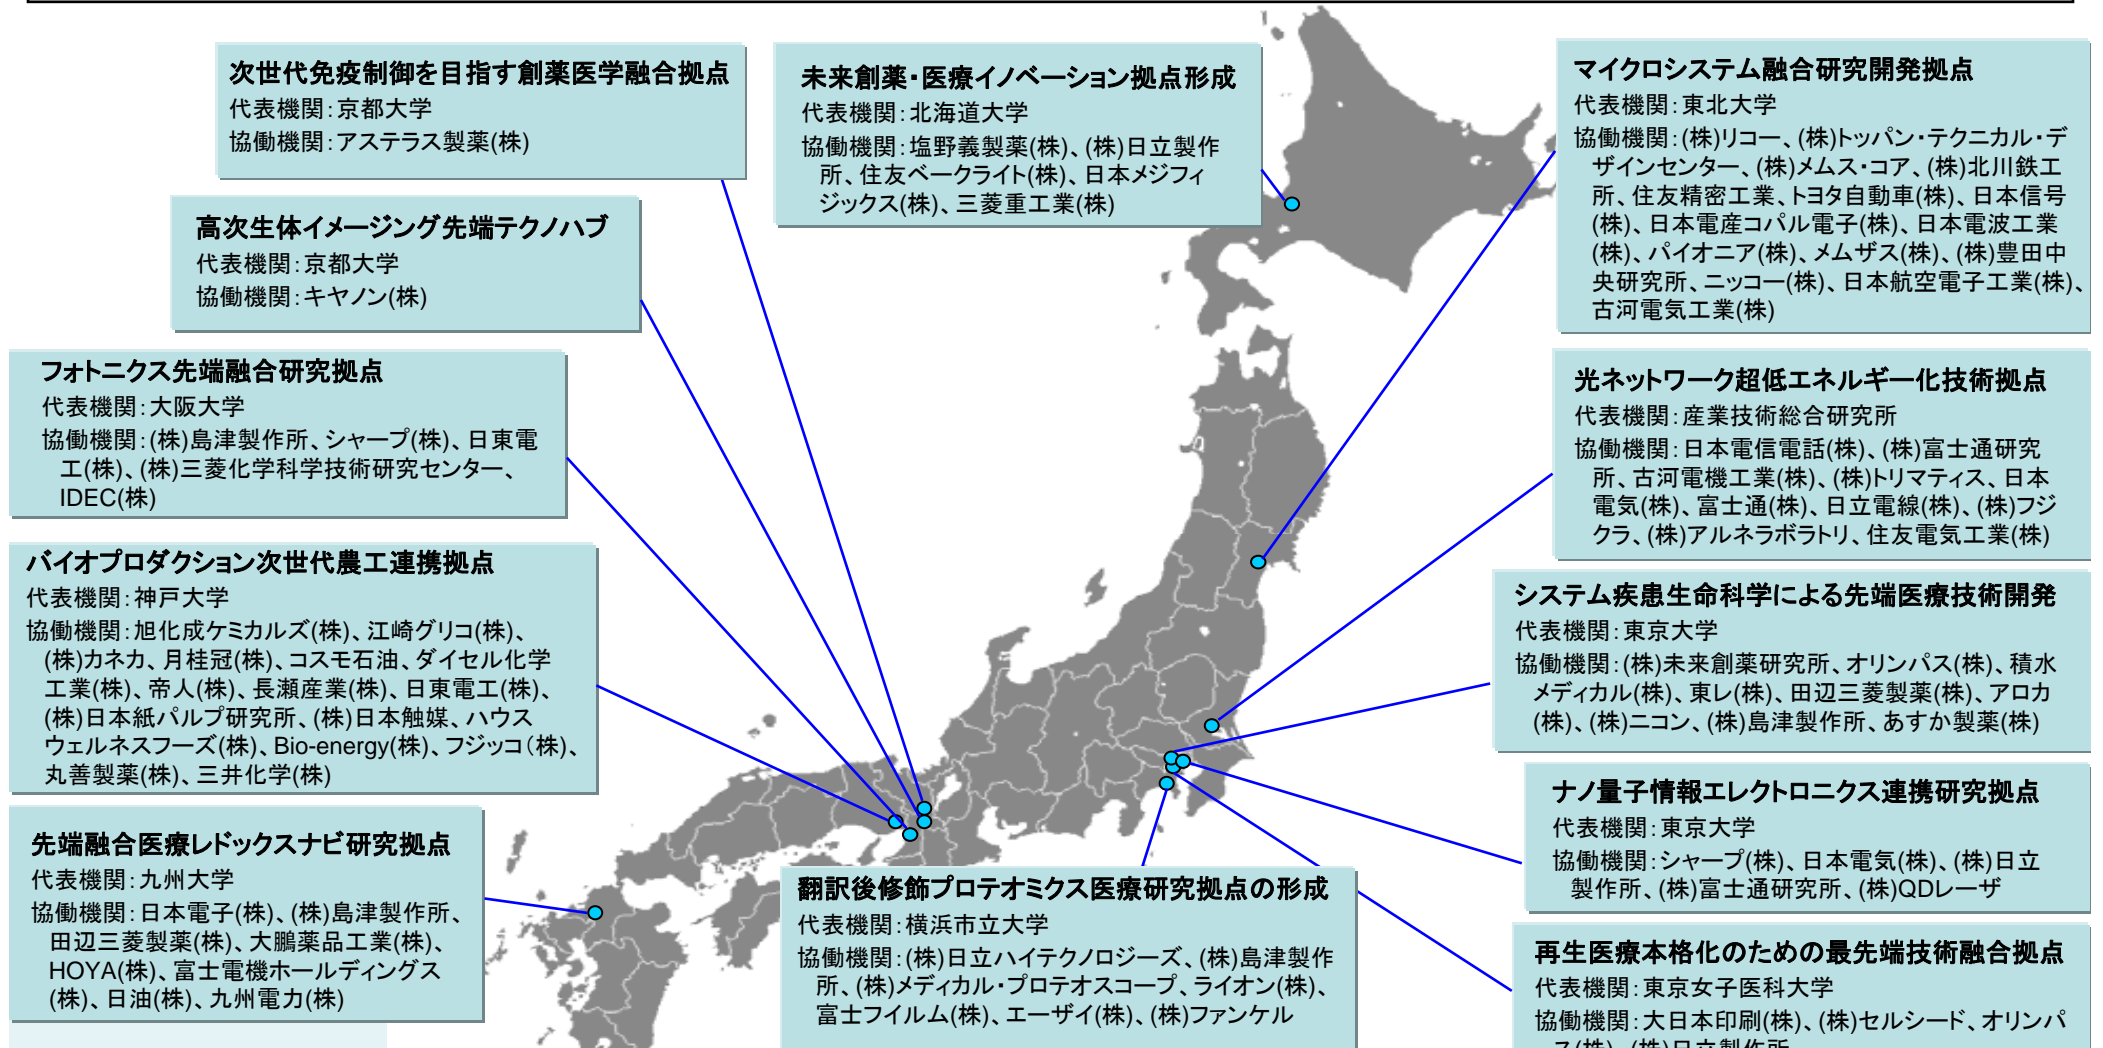 次世代免疫制御を目指す創薬医学融合拠点
代表機関：京都大学
協働機関：アステラス製薬(株)
未来創薬・医療イノベーション拠点形成
代表機関：北海道大学
協働機関：塩野義製薬(株)、(株)日立製作
所、住友ベークライト(株)、日本メジフィ
ジックス(株)、三菱重工業(株)
マイクロシステム融合研究開発拠点
代表機関：東北大学
協働機関：(株)リコー、(株)トッパン・テクニカル・デ
ザインセンター、(株)メムス・コア、(株)北川鉄工
所、住友精密工業、トヨタ自動車(株)、日本信号
(株)、日本電産コパル電子(株)、日本電波工業
(株)、パイオニア(株)、メムザス(株)、(株)豊田中
央研究所、ニッコー(株)、日本航空電子工業(株)、
古河電気工業(株)
高次生体イメージング先端テクノハブ
代表機関：京都大学
協働機関：キヤノン(株)
フォトニクス先端融合研究拠点
代表機関：大阪大学
協働機関：(株)島津製作所、シャープ(株)、日東電
工(株)、(株)三菱化学科学技術研究センター、
IDEC(株)
光ネットワーク超低エネルギー化技術拠点
代表機関：産業技術総合研究所
協働機関：日本電信電話(株)、(株)富士通研究
所、古河電機工業(株)、(株)トリマティス、日本
電気(株)、富士通(株)、日立電線(株)、(株)フジ
クラ、(株)アルネラボラトリ、住友電気工業(株)
バイオプロダクション次世代農工連携拠点
代表機関：神戸大学
協働機関：旭化成ケミカルズ(株)、江崎グリコ(株)、
(株)カネカ、月桂冠(株)、コスモ石油、ダイセル化学
工業(株)、帝人(株)、長瀬産業(株)、日東電工(株)、
(株)日本紙パルプ研究所、(株)日本触媒、ハウス
ウェルネスフーズ(株)、Bio-energy(株)、フジッコ（株)、
丸善製薬(株)、三井化学(株)
システム疾患生命科学による先端医療技術開発
代表機関：東京大学
協働機関：(株)未来創薬研究所、オリンパス(株)、積水
メディカル(株)、東レ(株)、田辺三菱製薬(株)、アロカ
(株)、(株)ニコン、(株)島津製作所、あすか製薬(株)
ナノ量子情報エレクトロニクス連携研究拠点
代表機関：東京大学
協働機関：シャープ(株)、日本電気(株)、(株)日立
製作所、(株)富士通研究所、(株)QDレーザ
先端融合医療レドックスナビ研究拠点
代表機関：九州大学
協働機関：日本電子(株)、(株)島津製作所、
田辺三菱製薬(株)、大鵬薬品工業(株)、
HOYA(株)、富士電機ホールディングス
(株)、日油(株)、九州電力(株)
翻訳後修飾プロテオミクス医療研究拠点の形成
代表機関：横浜市立大学
協働機関：(株)日立ハイテクノロジーズ、(株)島津製作
所、(株)メディカル・プロテオスコープ、ライオン(株)、
富士フイルム(株)、エーザイ(株)、(株)ファンケル
再生医療本格化のための最先端技術融合拠点
代表機関：東京女子医科大学
協働機関：大日本印刷(株)、(株)セルシード、オリンパ
ス(株)、(株)日立製作所